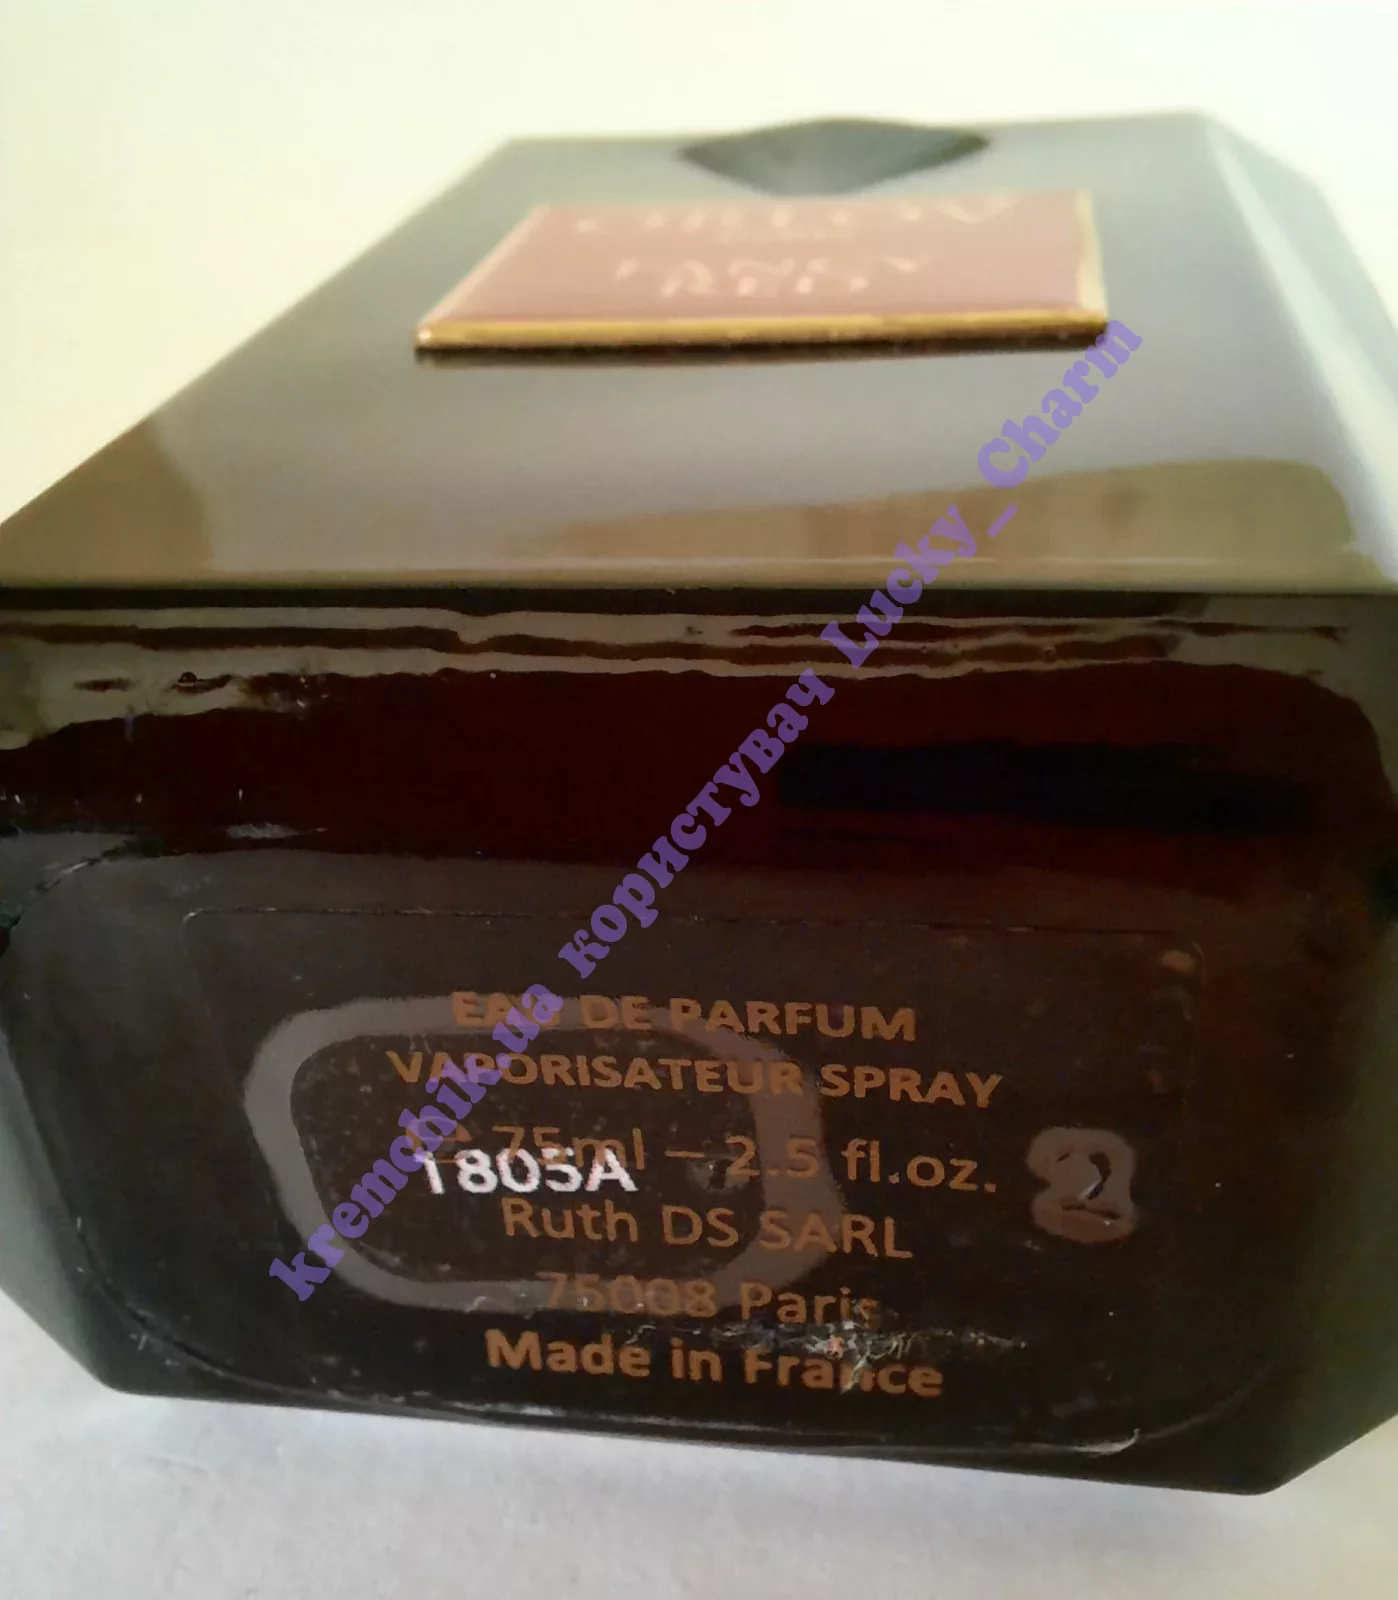 EAU DE PARFUM
VAPORISATEUR SPRAY
75ml – 2.5 fl.oz.
1805A
2
Ruth DS SARL
75008 Paris
Made in France
kremchik.ua користувач Lucky_Charm